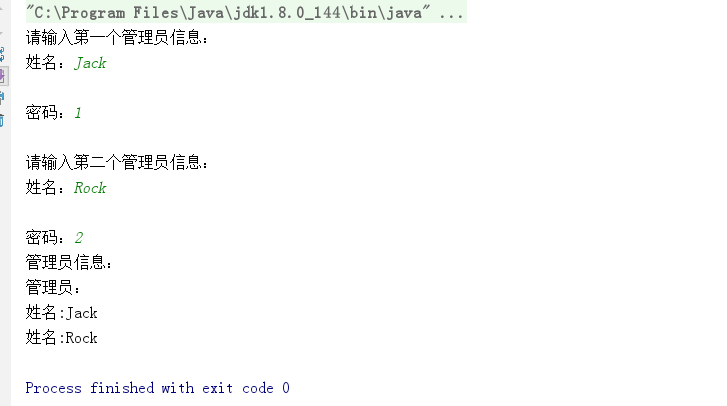 "C:\Program Files\Java\jdk1.8.0_144\bin\java" ...
请输入第一个管理员信息：
姓名：Jack
密码：1
请输入第二个管理员信息：
姓名：Rock
密码：2
管理员信息：
管理员：
姓名:Jack
姓名:Rock
Process finished with exit code 0